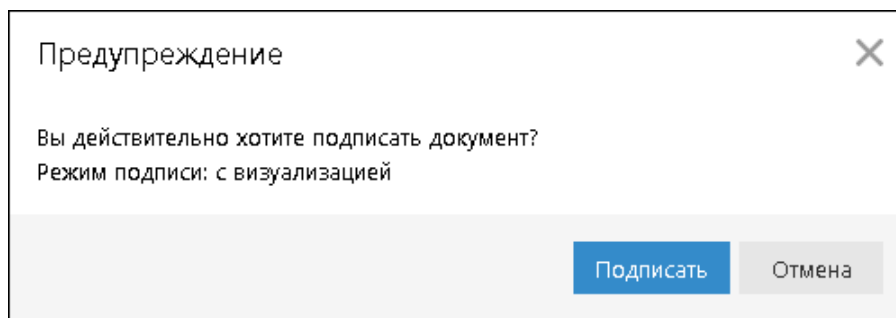 Предупреждение
Вы действительно хотите подписать документ?
Режим подписи: с визуализацией
Подписать Отмена